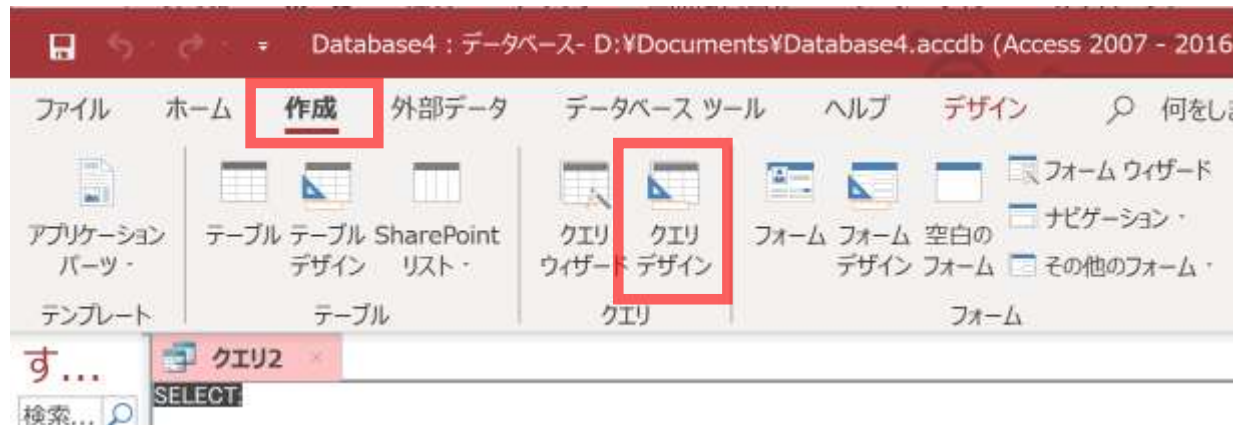 Database4 : データベース- D:¥Documents¥Database4.accdb (Access 2007 - 2016
ファイル ホーム 作成 外部データ データベース ツール ヘルプ デザイン 何をし
アプリケーション パーツ
テーブル
テーブル デザイン
SharePoint リスト
クエリ ウィザード
クエリ デザイン
フォーム
フォーム デザイン
空白の フォーム
フォーム ウィザード
ナビゲーション
その他のフォーム
テンプレート テーブル クエリ フォーム
す... クエリ2
検索...
SELECT;